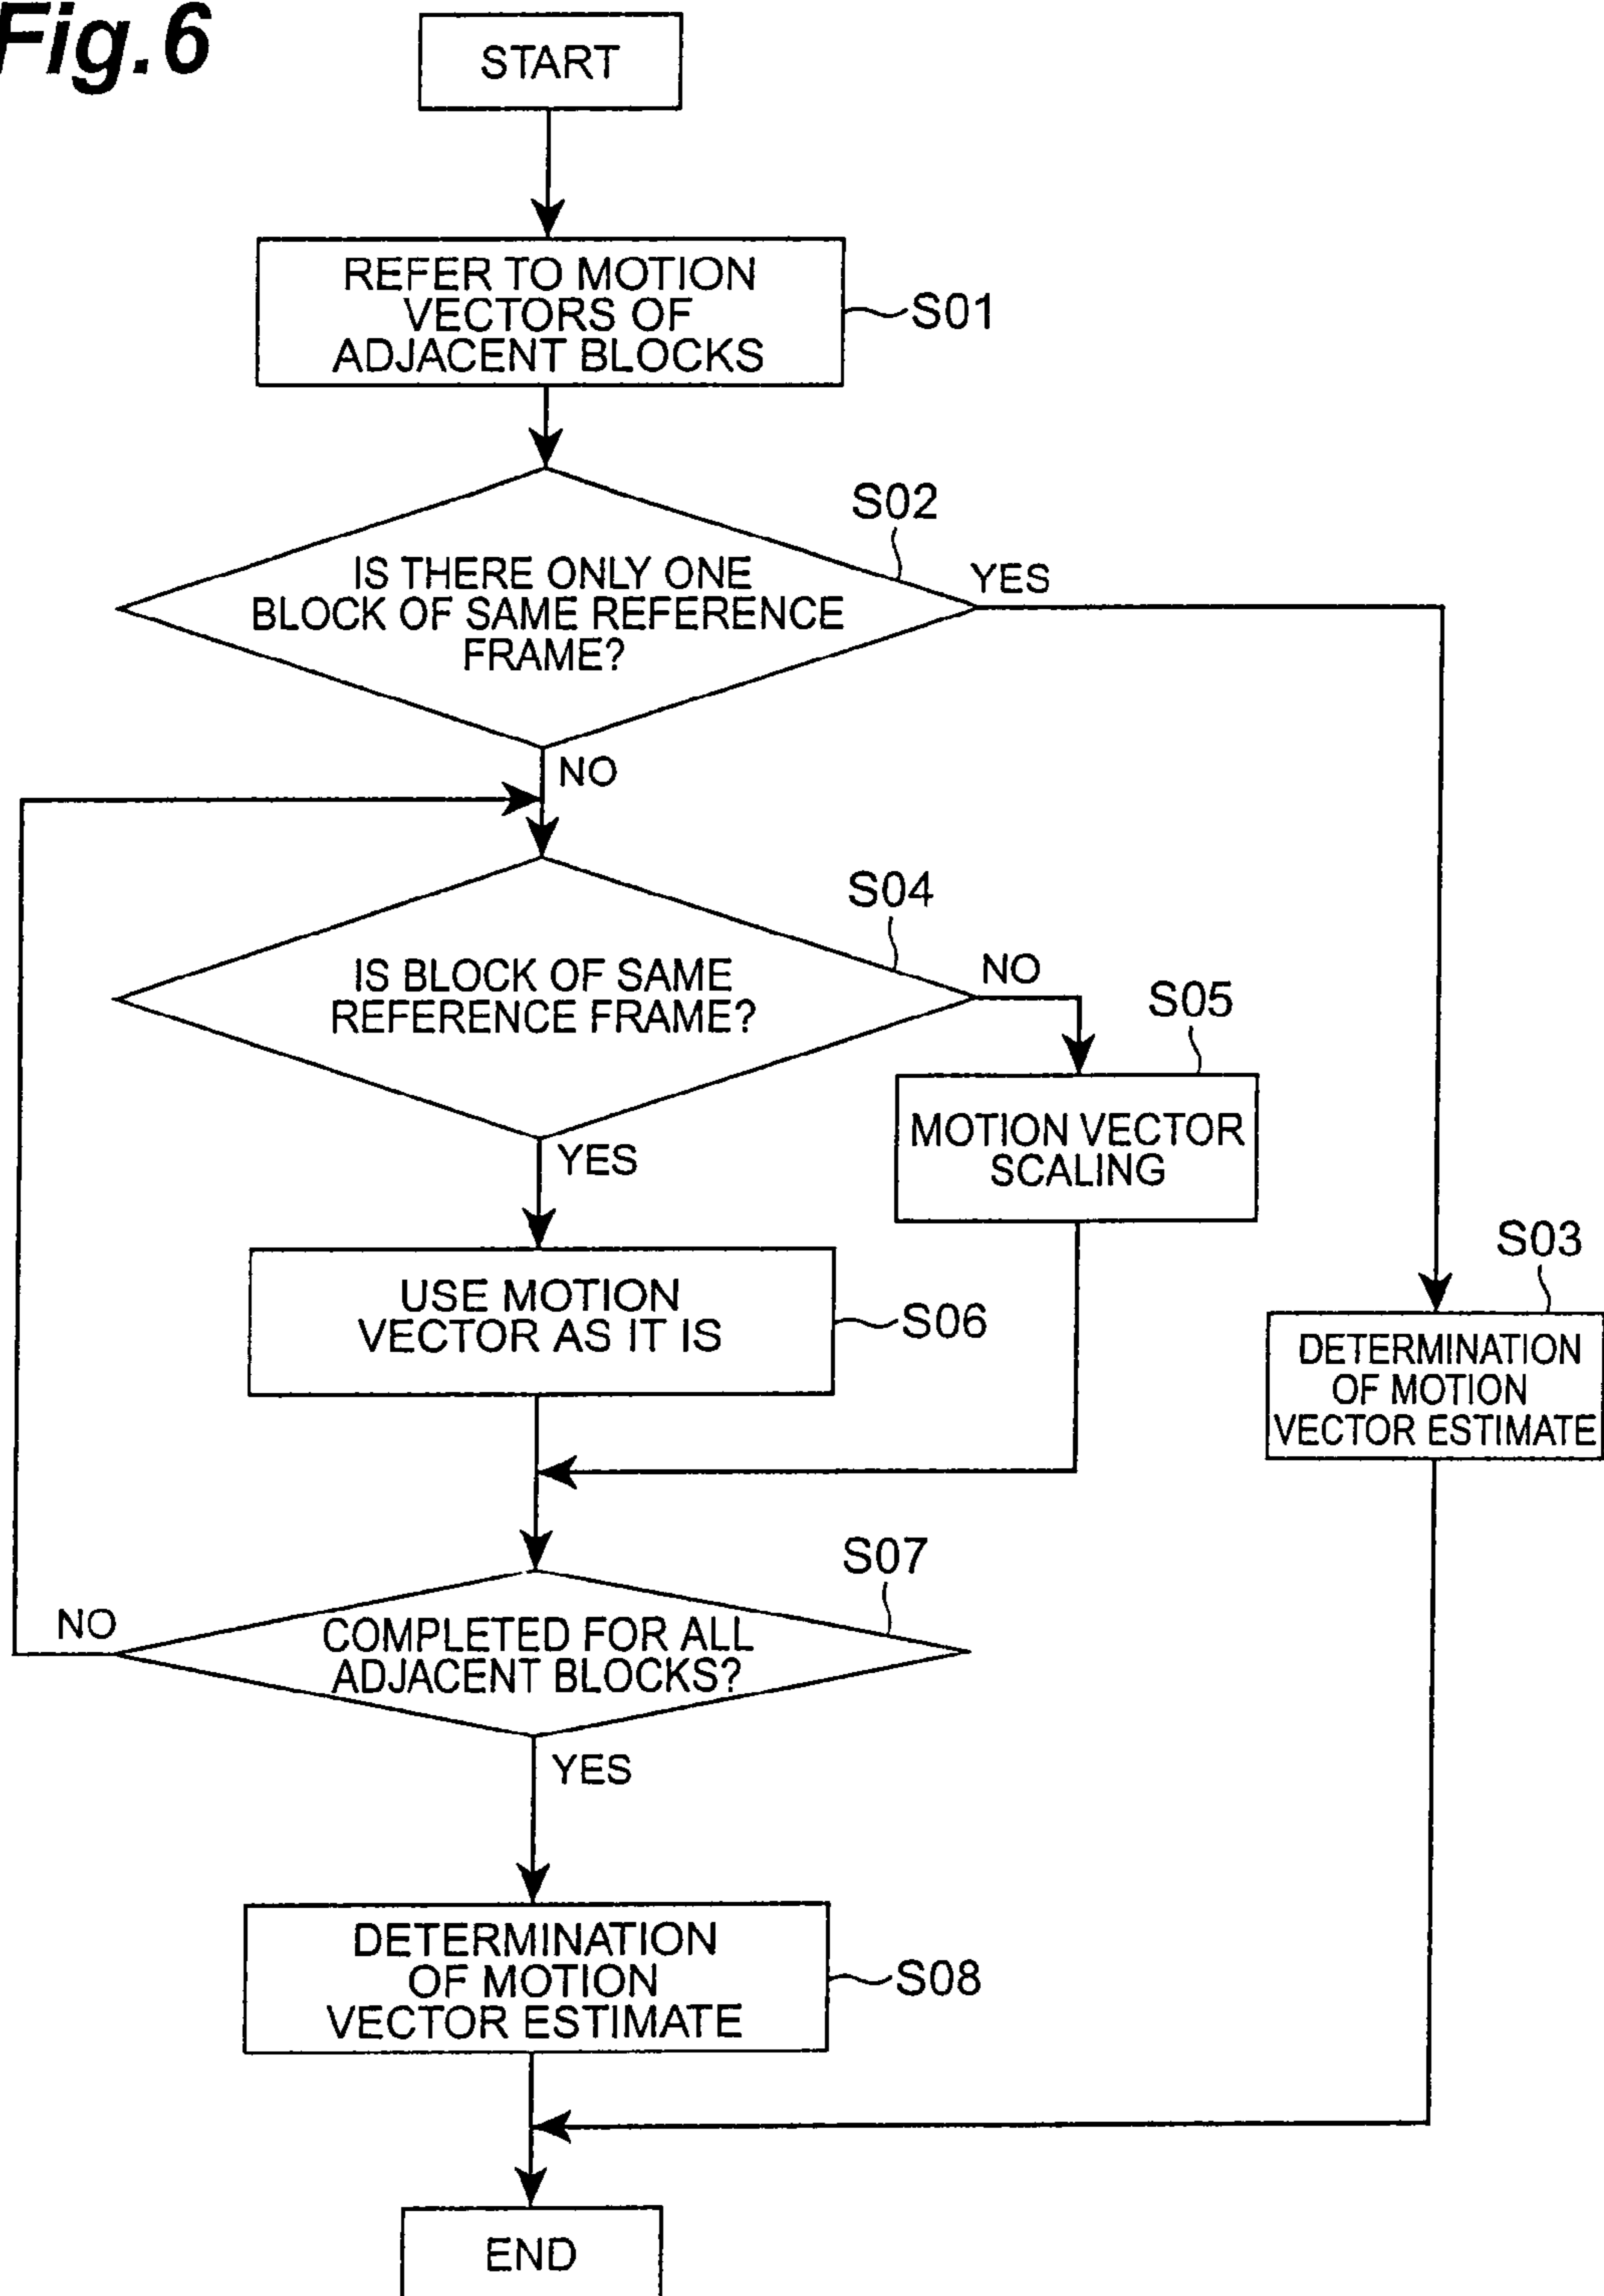 Fig.6
START
REFER TO MOTION
VECTORS OF
ADJACENT BLOCKS
S01
S02
IS THERE ONLY ONE
BLOCK OF SAME REFERENCE
FRAME?
YES
NO
S04
IS BLOCK OF SAME
REFERENCE FRAME?
NO
S05
MOTION VECTOR
SCALING
YES
S03
DETERMINATION
OF MOTION
VECTOR ESTIMATE
USE MOTION
VECTOR AS IT IS
S06
S07
NO
COMPLETED FOR ALL
ADJACENT BLOCKS?
YES
DETERMINATION
OF MOTION
VECTOR ESTIMATE
S08
END